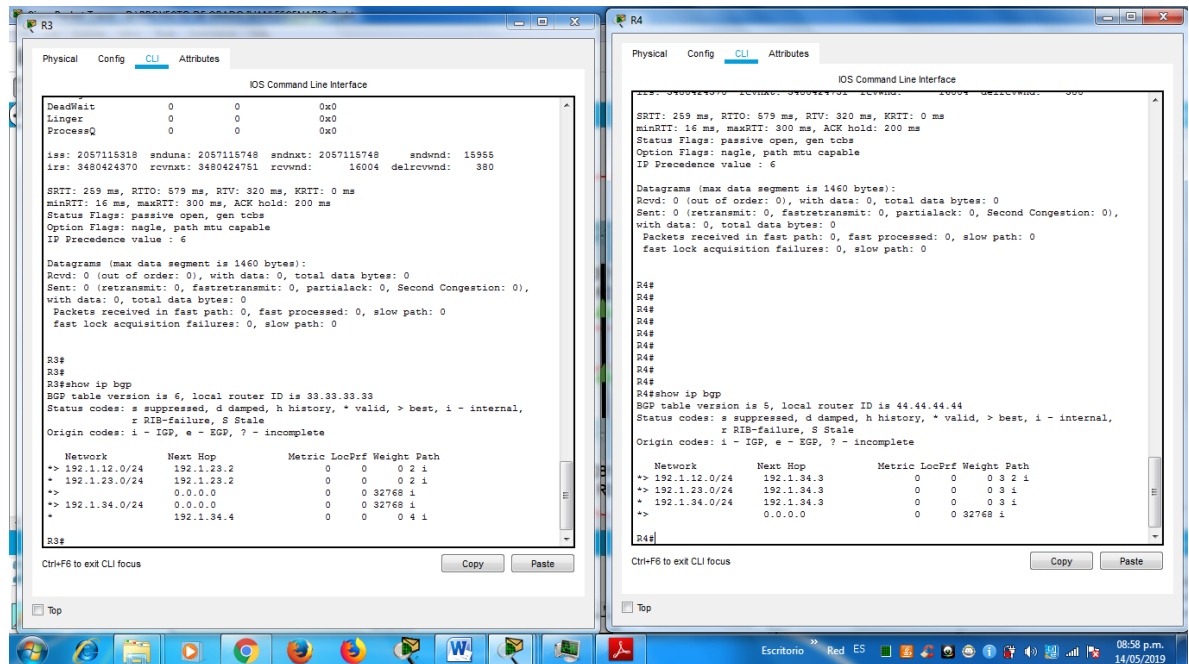 R3
Physical Config CLI Attributes
IOS Command Line Interface
DeadWait 0 0 0x0
Linger 0 0 0x0
ProcessQ 0 0 0x0
iss: 2057115318 snduna: 2057115748 sndnxt: 2057115748 sndwnd: 15955
irs: 3480424370 rcvnxt: 3480424751 rcvwnd: 16004 delrcvwnd: 380
SRTT: 259 ms, RTTO: 579 ms, RTV: 320 ms, KRTT: 0 ms
minRTT: 16 ms, maxRTT: 300 ms, ACK hold: 200 ms
Status Flags: passive open, gen tcbs
Option Flags: nagle, path mtu capable
IP Precedence value : 6
Datagrams (max data segment is 1460 bytes):
Rcvd: 0 (out of order: 0), with data: 0, total data bytes: 0
Sent: 0 (retransmit: 0, fastretransmit: 0, partialack: 0, Second Congestion: 0),
with data: 0, total data bytes: 0
Packets received in fast path: 0, fast processed: 0, slow path: 0
fast lock acquisition failures: 0, slow path: 0
R3#
R3#
R3#show ip bgp
BGP table version is 6, local router ID is 33.33.33.33
Status codes: s suppressed, d damped, h history, * valid, > best, i - internal,
r RIB-failure, S Stale
Origin codes: i - IGP, e - EGP, ? - incomplete
Network Next Hop Metric LocPrf Weight Path
*> 192.1.12.0/24 192.1.23.2 0 0 0 2 i
* 192.1.23.0/24 192.1.23.2 0 0 0 2 i
*> 0.0.0.0 0 0 32768 i
*> 192.1.34.0/24 0.0.0.0 0 0 32768 i
* 192.1.34.4 0 0 0 4 i
R3#
Ctrl+F6 to exit CLI focus
Copy Paste
Top
R4
Physical Config CLI Attributes
IOS Command Line Interface
SRTT: 259 ms, RTTO: 579 ms, RTV: 320 ms, KRTT: 0 ms
minRTT: 16 ms, maxRTT: 300 ms, ACK hold: 200 ms
Status Flags: passive open, gen tcbs
Option Flags: nagle, path mtu capable
IP Precedence value : 6
Datagrams (max data segment is 1460 bytes):
Rcvd: 0 (out of order: 0), with data: 0, total data bytes: 0
Sent: 0 (retransmit: 0, fastretransmit: 0, partialack: 0, Second Congestion: 0),
with data: 0, total data bytes: 0
Packets received in fast path: 0, fast processed: 0, slow path: 0
fast lock acquisition failures: 0, slow path: 0
R4#
R4#
R4#
R4#
R4#
R4#
R4#
R4#
R4#
R4#show ip bgp
BGP table version is 5, local router ID is 44.44.44.44
Status codes: s suppressed, d damped, h history, * valid, > best, i - internal,
r RIB-failure, S Stale
Origin codes: i - IGP, e - EGP, ? - incomplete
Network Next Hop Metric LocPrf Weight Path
*> 192.1.12.0/24 192.1.34.3 0 0 0 3 2 i
*> 192.1.23.0/24 192.1.34.3 0 0 0 3 i
* 192.1.34.0/24 192.1.34.3 0 0 0 3 i
*> 0.0.0.0 0 0 32768 i
R4#
Ctrl+F6 to exit CLI focus
Copy Paste
Top
Escritorio » Red ES
08:58 p.m.
14/05/2019